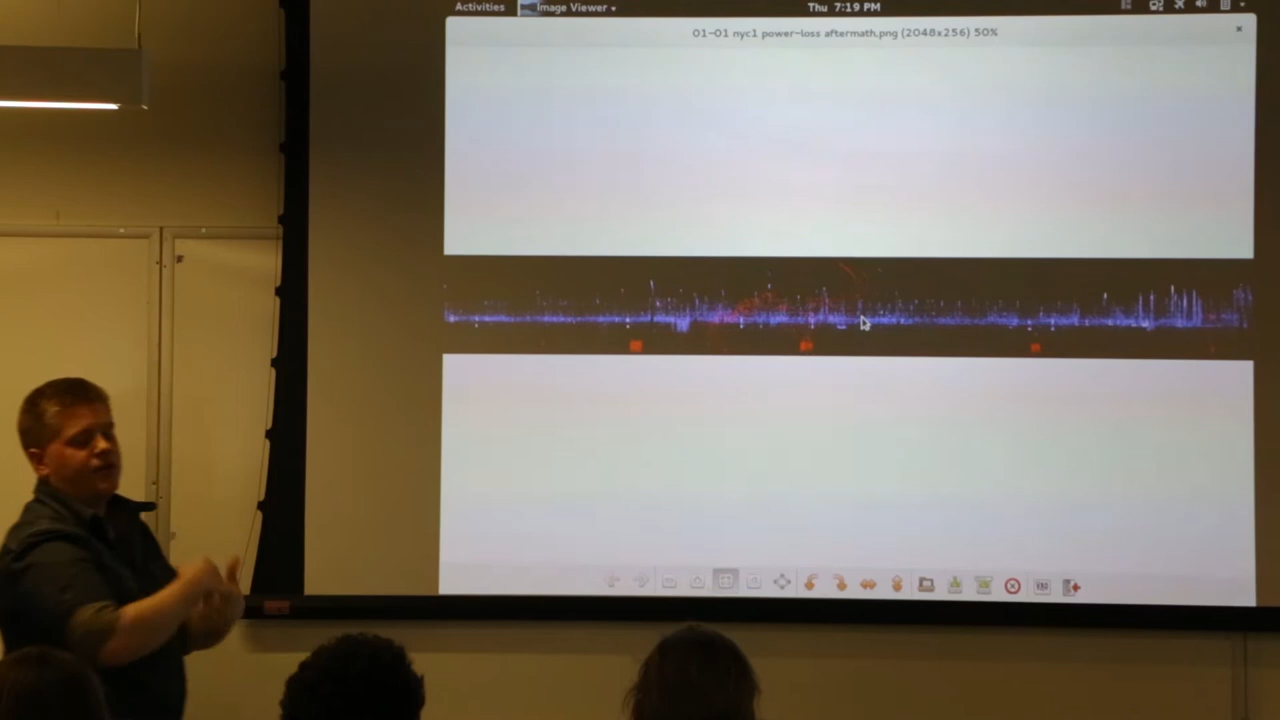 Activities Image Viewer Thu 7:19 PM
01-01 nyc1 power-loss aftermath.png (2048x256) 50%